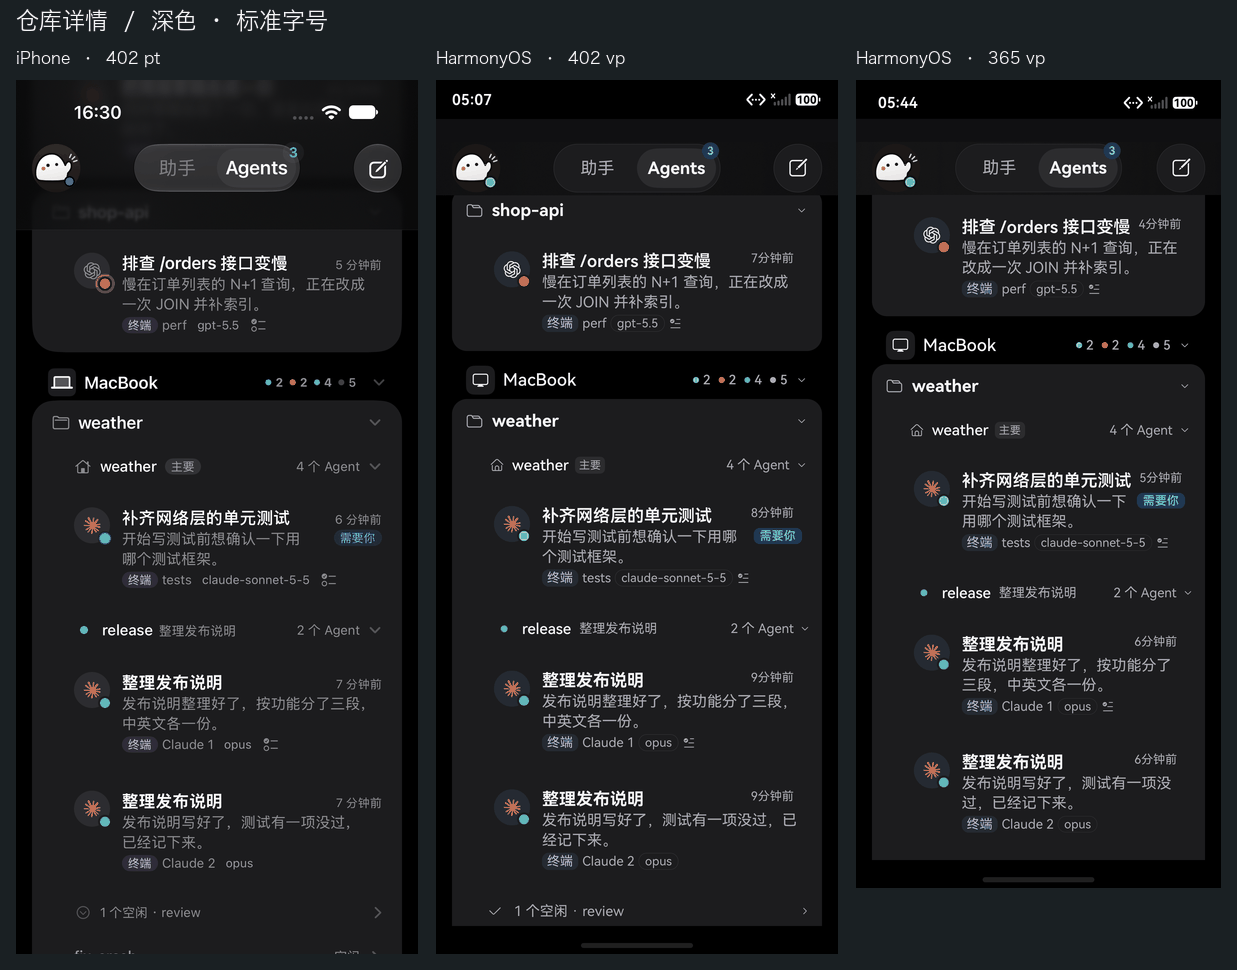 仓库详情 / 深色 · 标准字号
iPhone · 402 pt
16:30
助手
Agents
3
shop-api
排查 /orders 接口变慢
5 分钟前
慢在订单列表的 N+1 查询，正在改成
一次 JOIN 并补索引。
终端 perf gpt-5.5
MacBook
2 2 4 5
weather
weather 主要
4 个 Agent
补齐网络层的单元测试
6 分钟前
开始写测试前想确认一下用
需要你
哪个测试框架。
终端 tests claude-sonnet-5-5
release 整理发布说明
2 个 Agent
整理发布说明
7 分钟前
发布说明整理好了，按功能分了三段，
中英文各一份。
终端 Claude 1 opus
整理发布说明
7 分钟前
发布说明写好了，测试有一项没过，
已经记下来。
终端 Claude 2 opus
1 个空闲 · review
HarmonyOS · 402 vp
05:07
100
助手
Agents
3
shop-api
排查 /orders 接口变慢
7分钟前
慢在订单列表的 N+1 查询，正在改成
一次 JOIN 并补索引。
终端 perf gpt-5.5
MacBook
2 2 4 5
weather
weather 主要
4 个 Agent
补齐网络层的单元测试
8分钟前
开始写测试前想确认一下用哪
需要你
个测试框架。
终端 tests claude-sonnet-5-5
release 整理发布说明
2 个 Agent
整理发布说明
9分钟前
发布说明整理好了，按功能分了三段，
中英文各一份。
终端 Claude 1 opus
整理发布说明
9分钟前
发布说明写好了，测试有一项没过，已
经记下来。
终端 Claude 2 opus
1 个空闲 · review
HarmonyOS · 365 vp
05:44
100
助手
Agents
3
排查 /orders 接口变慢
4分钟前
慢在订单列表的 N+1 查询，正在
改成一次 JOIN 并补索引。
终端 perf gpt-5.5
MacBook
2 2 4 5
weather
weather 主要
4 个 Agent
补齐网络层的单元测试
5分钟前
开始写测试前想确认一下
需要你
用哪个测试框架。
终端 tests claude-sonnet-5-5
release 整理发布说明
2 个 Agent
整理发布说明
6分钟前
发布说明整理好了，按功能分了
三段，中英文各一份。
终端 Claude 1 opus
整理发布说明
6分钟前
发布说明写好了，测试有一项没
过，已经记下来。
终端 Claude 2 opus